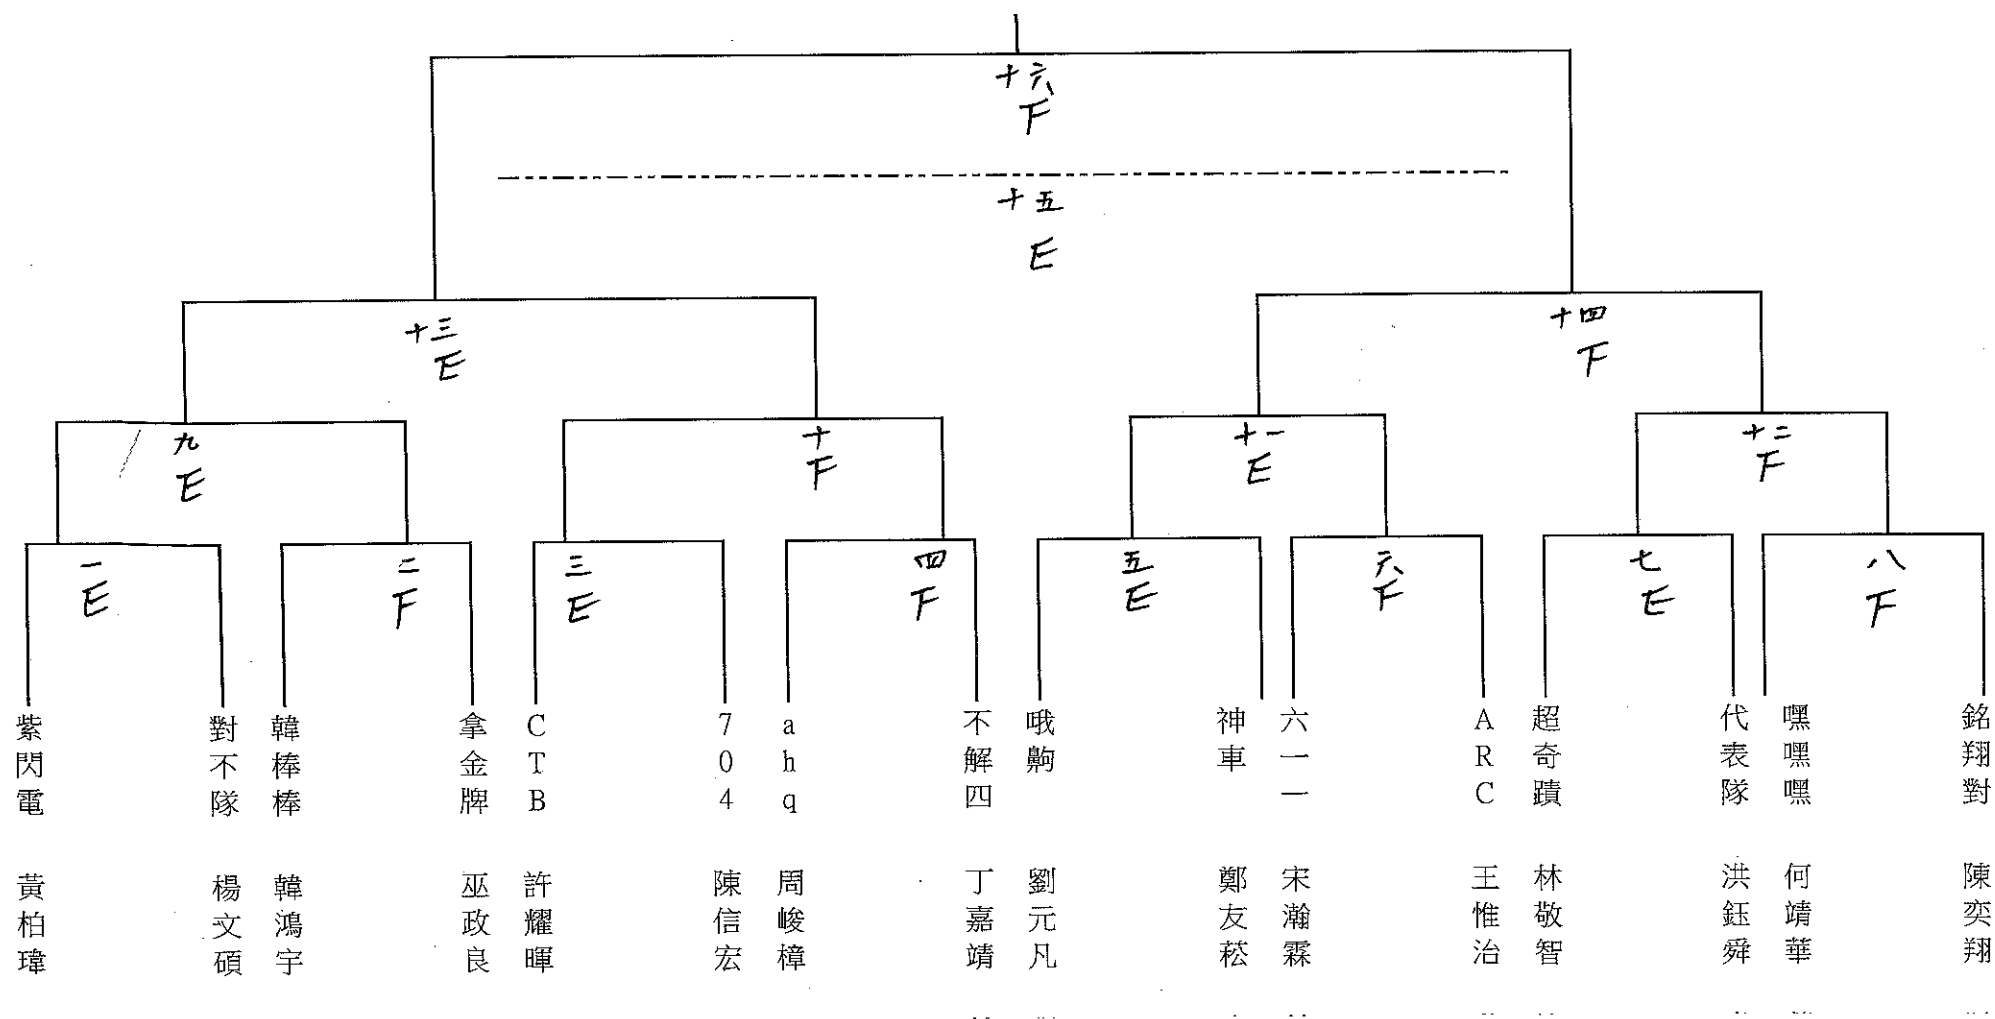 十六
F
十五
E
十三
E
十四
F
九
E
十
F
十一
E
十二
F
一
E
二
F
三
E
四
F
五
E
六
F
七
E
八
F
紫閃電 黃柏瑋
對不隊 楊文碩
韓棒棒 韓鴻宇
拿金牌 巫政良
CTB 許耀暉
704 陳信宏
ahq 周峻樟
不解四 丁嘉靖
哦齁 劉元凡
神車 鄭友菘
六一一 宋瀚霖
ARC 王惟治
超奇蹟 林敬智
代表隊 洪鈺舜
嘿嘿嘿 何靖華
銘翔對 陳奕翔